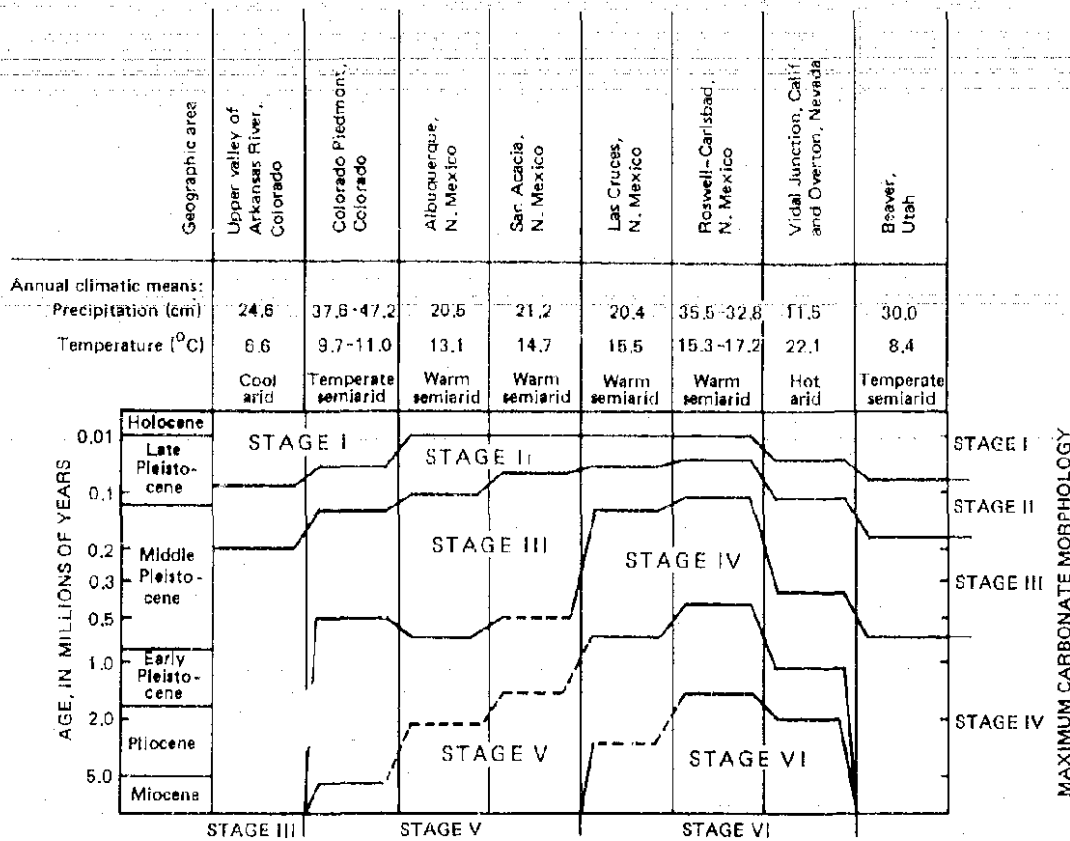 Geographic area
Upper valley of
Arkansas River,
Colorado
Colorado Piedmont,
Colorado
Albuquerque,
N. Mexico
San Acacia,
N. Mexico
Las Cruces,
N. Mexico
Roswell-Carlsbad,
N. Mexico
Vidal Junction, Calif
and Overton, Nevada
Beaver,
Utah
Annual climatic means:
Precipitation (cm) 24.6 37.6-47.2 20.5 21.2 20.4 35.5-32.8 11.5 30.0
Temperature (°C) 6.6 9.7-11.0 13.1 14.7 15.5 15.3-17.2 22.1 8.4
Cool Temperate Warm Warm Warm Warm Hot Temperate
arid semiarid semiarid semiarid semiarid semiarid arid semiarid
AGE, IN MILLIONS OF YEARS
0.01
0.1
0.2
0.3
0.5
1.0
2.0
5.0
Holocene
Late
Pleisto-
cene
Middle
Pleisto-
cene
Early
Pleisto-
cene
Pliocene
Miocene
STAGE I
STAGE II
STAGE III
STAGE IV
STAGE V
STAGE VI
STAGE I
STAGE II
STAGE III
STAGE IV
MAXIMUM CARBONATE MORPHOLOGY
STAGE III STAGE V STAGE VI